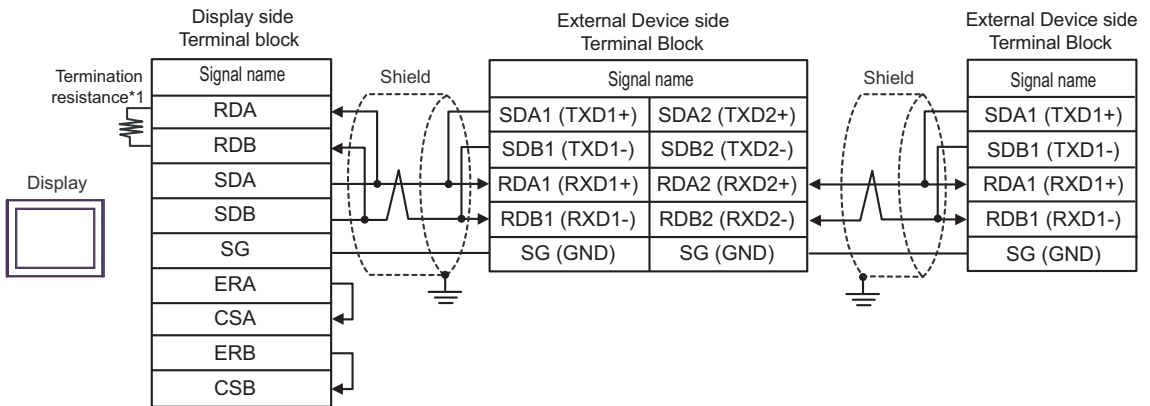 Display side
Terminal block
External Device side
Terminal Block
External Device side
Terminal Block
Termination
resistance*1
Signal name
Shield
Signal name
Shield
Signal name
RDA
SDA1 (TXD1+) SDA2 (TXD2+)
SDA1 (TXD1+)
RDB
SDB1 (TXD1-) SDB2 (TXD2-)
SDB1 (TXD1-)
Display
SDA
RDA1 (RXD1+) RDA2 (RXD2+)
RDA1 (RXD1+)
SDB
RDB1 (RXD1-) RDB2 (RXD2-)
RDB1 (RXD1-)
SG
SG (GND) SG (GND)
SG (GND)
ERA
CSA
ERB
CSB